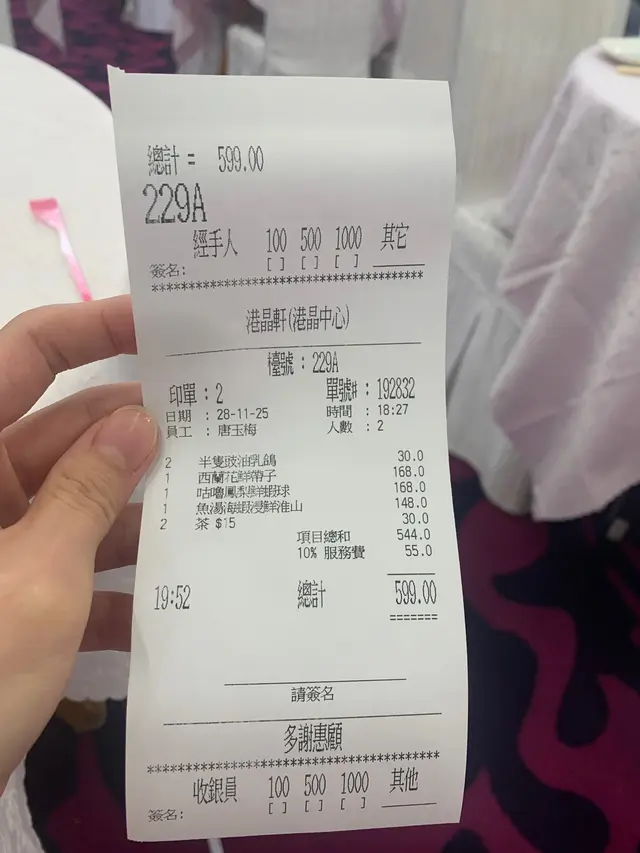 總計 = 599.00
229A
經手人 100 500 1000 其它
簽名: [ ] [ ] [ ]
************************************
港晶軒(港晶中心)
檯號 : 229A
印單 : 2 單號# : 192832
日期 : 28-11-25 時間 : 18:27
員工 : 唐玉梅 人數 : 2
2 半隻豉油乳鴿 30.0
1 西蘭花鮮帶子 168.0
1 咕嚕鳳梨鮮蝦球 168.0
1 魚湯海蝦浸鮮淮山 148.0
2 茶 $15 30.0
項目總和 544.0
10% 服務費 55.0
19:52 總計 599.00
=======
請簽名
多謝惠顧
************************************
收銀員 100 500 1000 其他
簽名: [ ] [ ] [ ]